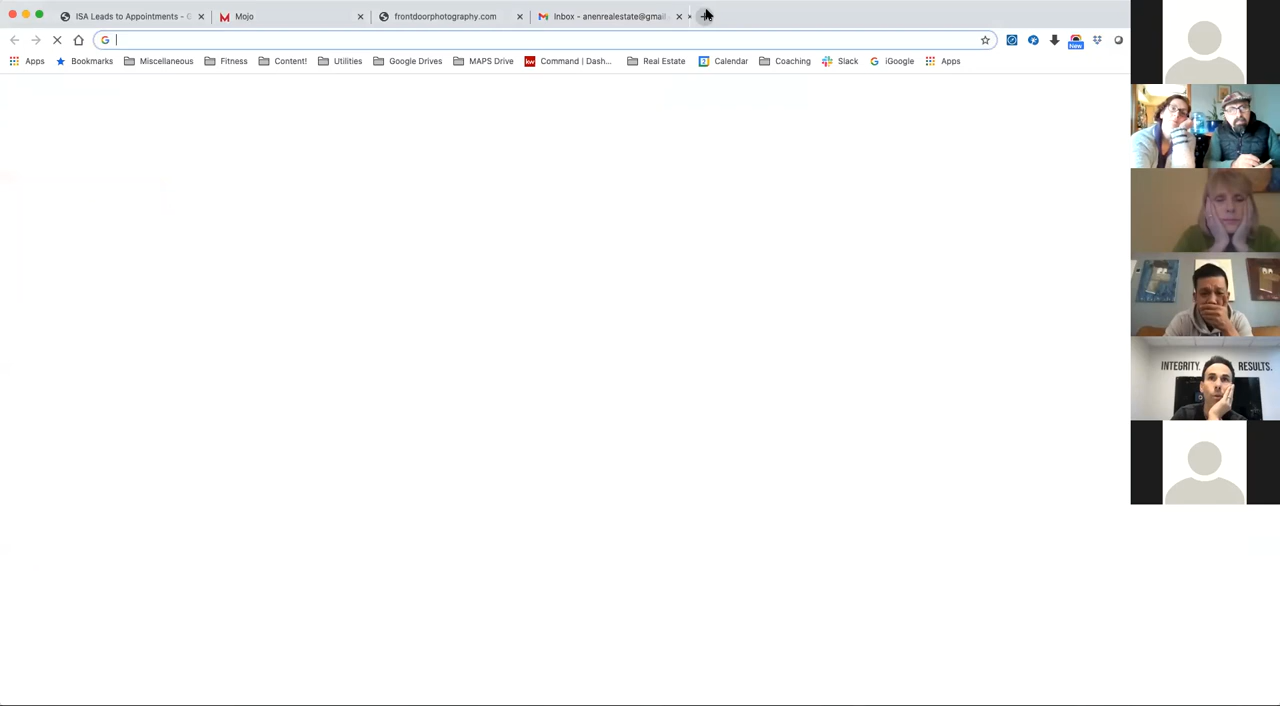 ISA Leads to Appointments - G
Mojo
frontdoorphotography.com
Inbox - anenrealestate@gmail.
Apps Bookmarks Miscellaneous Fitness Content! Utilities Google Drives MAPS Drive Command | Dash... Real Estate Calendar Coaching Slack iGoogle Apps
New
INTEGRITY. RESULTS.